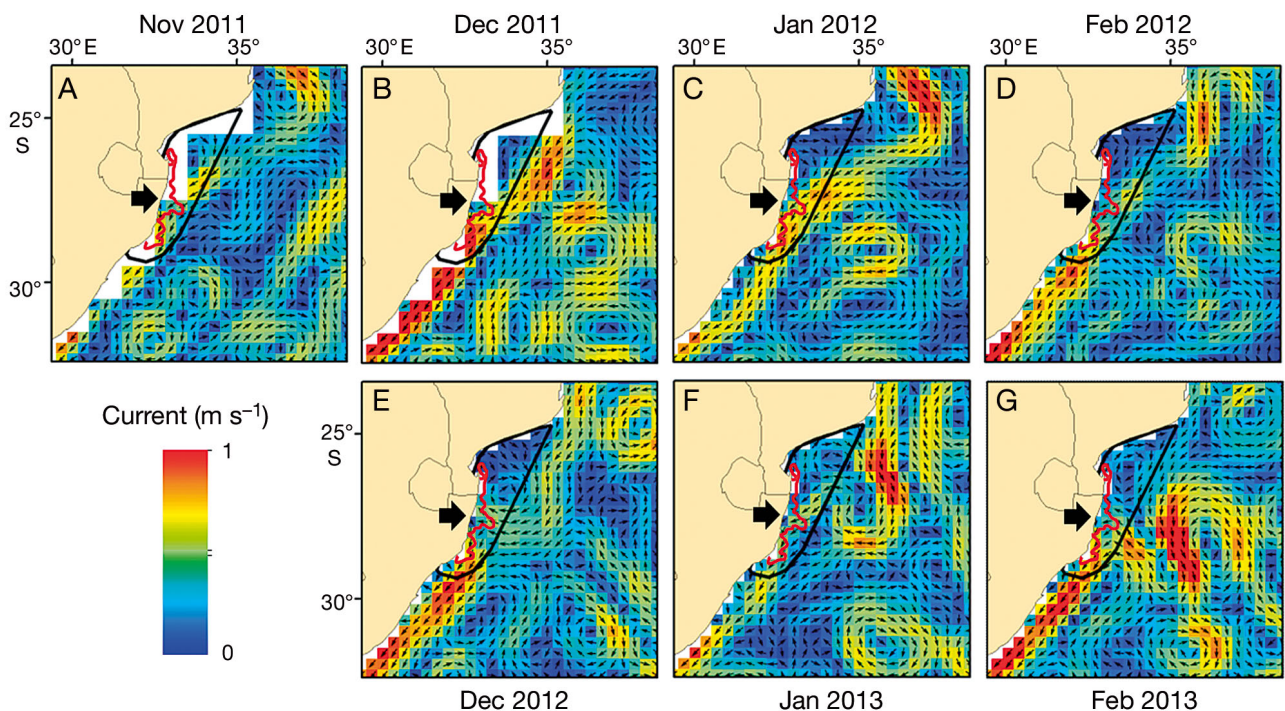 Nov 2011 Dec 2011 Jan 2012 Feb 2012
30° E 35° 30° E 35° 30° E 35° 30° E 35°
A B C D
25°
S
30°
E F G
Current (m s⁻¹)
25°
S
1
30°
0
Dec 2012 Jan 2013 Feb 2013